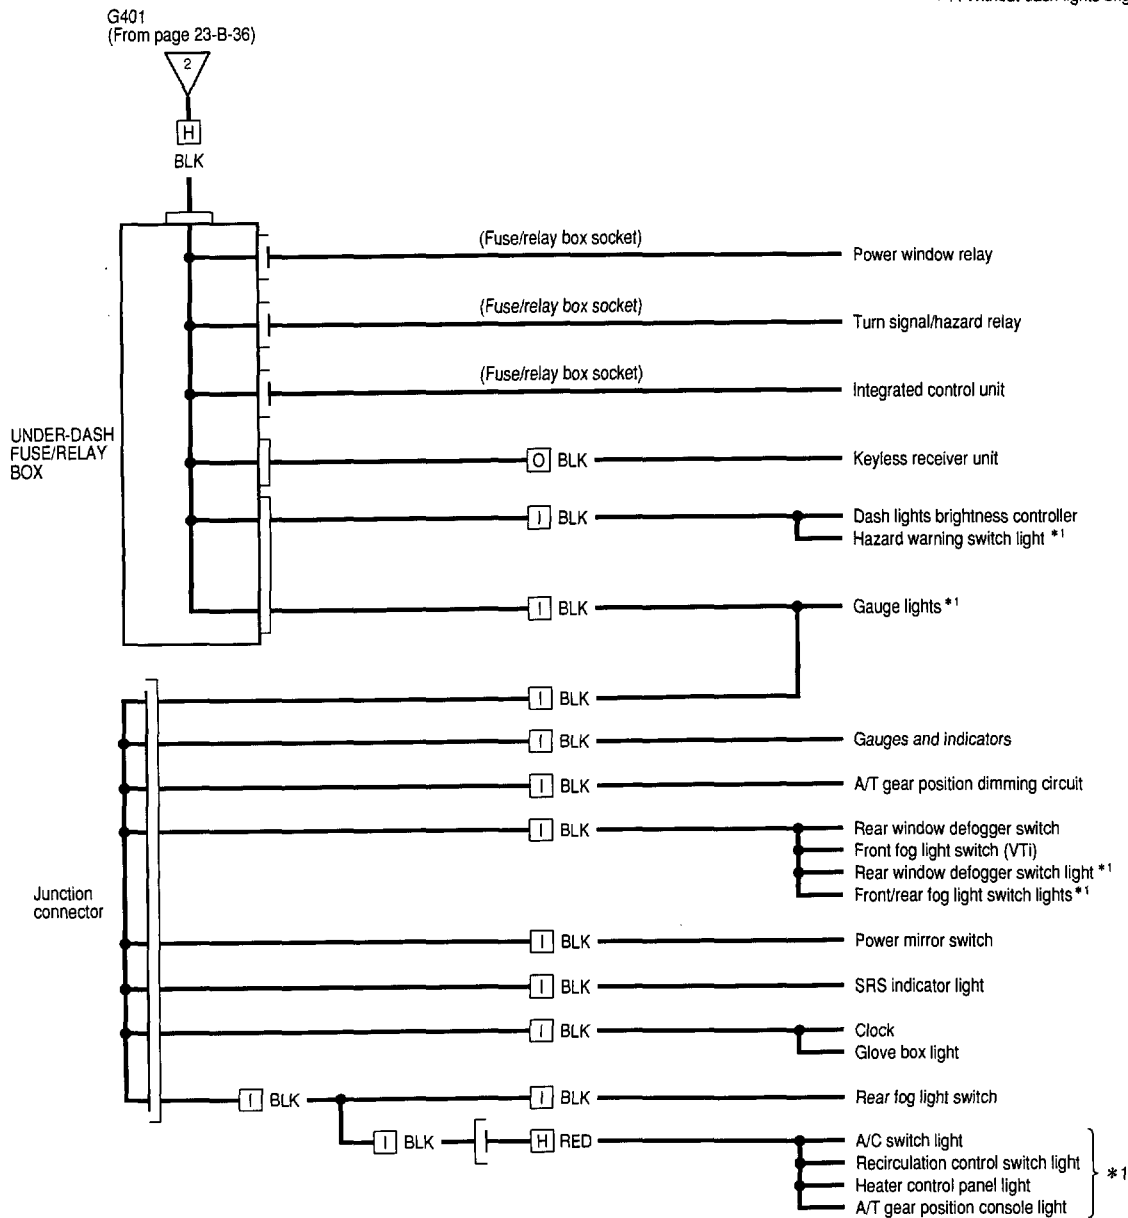 *1: Without dash lights brig
G401
(From page 23-B-36)
2
H
BLK
(Fuse/relay box socket)
Power window relay
(Fuse/relay box socket)
Turn signal/hazard relay
(Fuse/relay box socket)
Integrated control unit
UNDER-DASH
FUSE/RELAY
BOX
O BLK
Keyless receiver unit
I BLK
Dash lights brightness controller
Hazard warning switch light *1
I BLK
Gauge lights *1
I BLK
I BLK
Gauges and indicators
I BLK
A/T gear position dimming circuit
I BLK
Rear window defogger switch
Front fog light switch (VTi)
Rear window defogger switch light *1
Front/rear fog light switch lights *1
Junction
connector
I BLK
Power mirror switch
I BLK
SRS indicator light
I BLK
Clock
Glove box light
I BLK
I BLK
Rear fog light switch
I BLK
H RED
A/C switch light
Recirculation control switch light
Heater control panel light
A/T gear position console light
*1